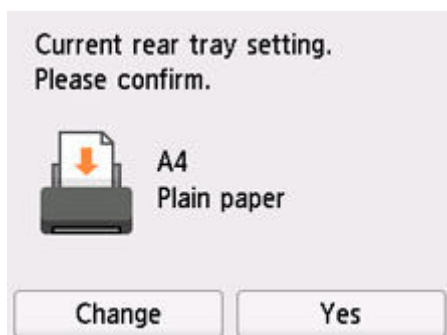 Current rear tray setting.
Please confirm.
A4
Plain paper
Change
Yes